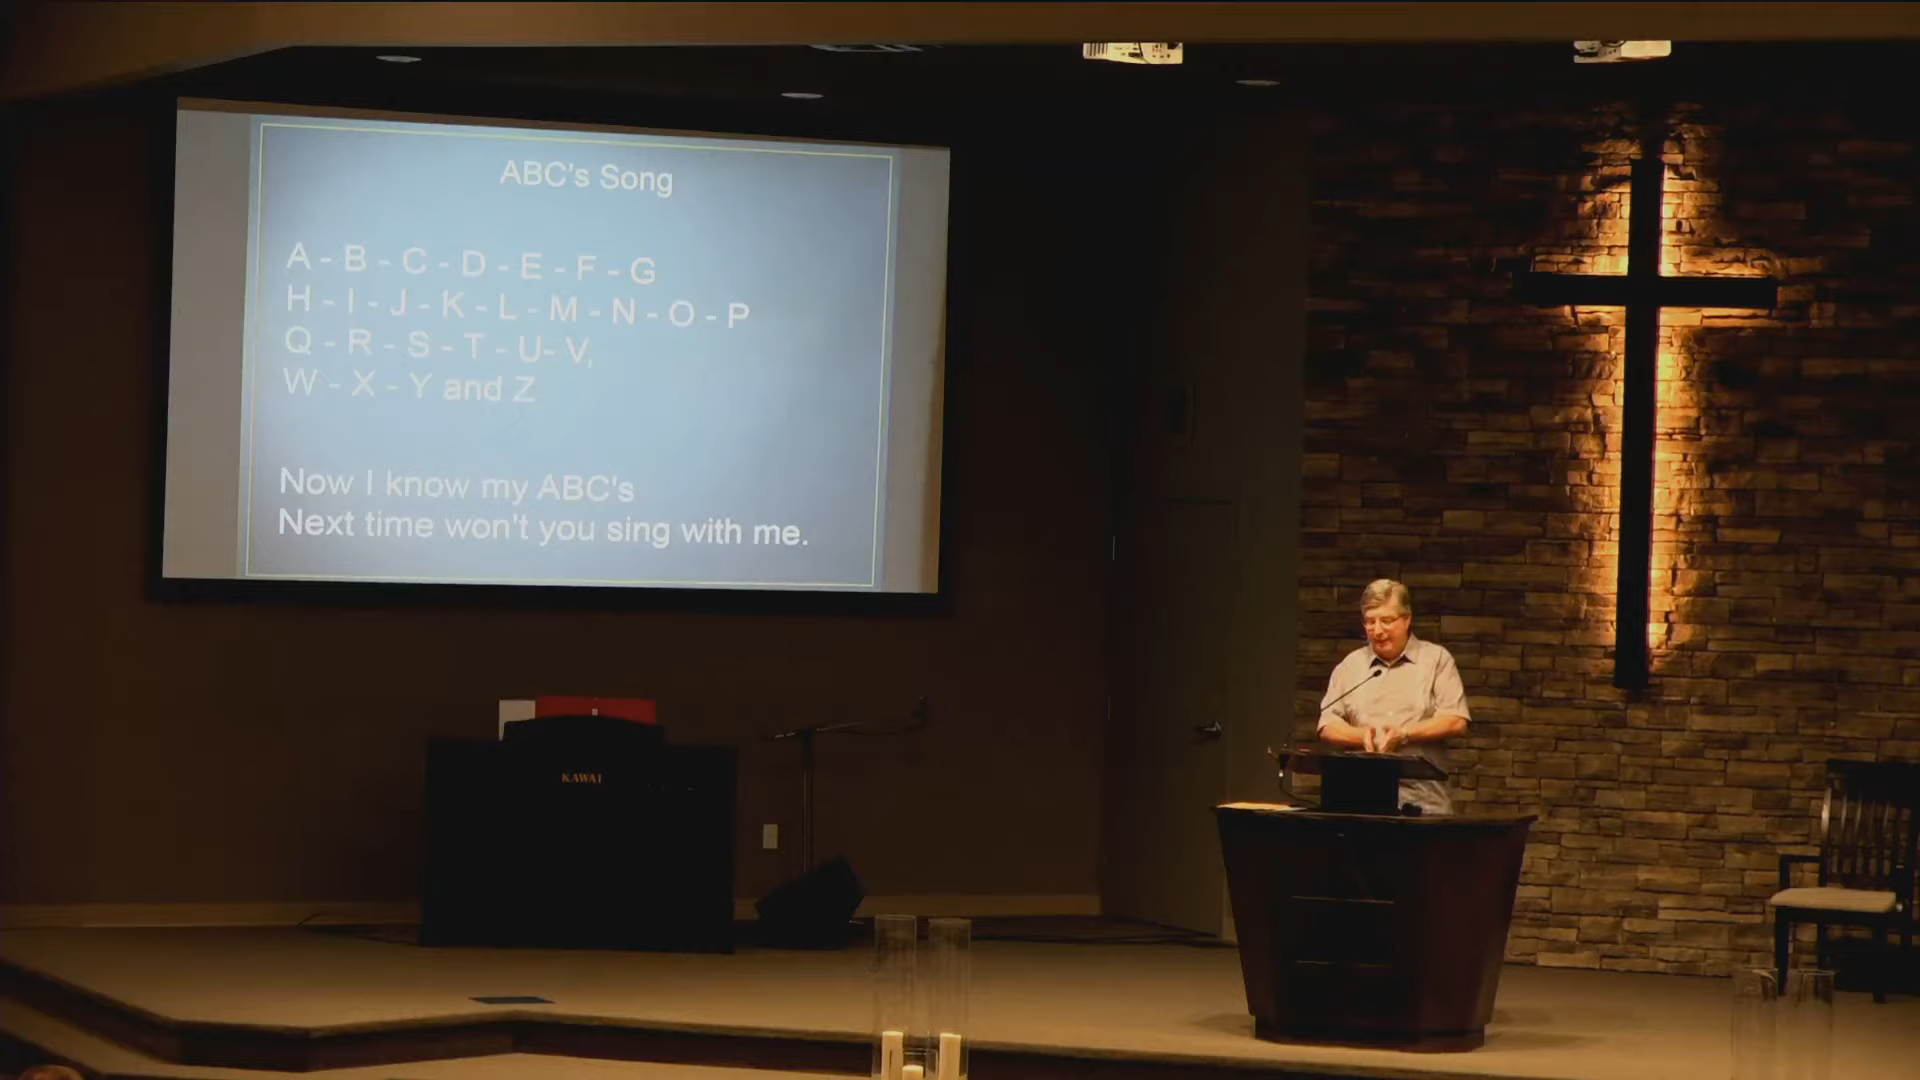 ABC's Song
A - B - C - D - E - F - G
H - I - J - K - L - M - N - O - P
Q - R - S - T - U- V,
W - X - Y and Z
Now I know my ABC's
Next time won't you sing with me.
KAWAI